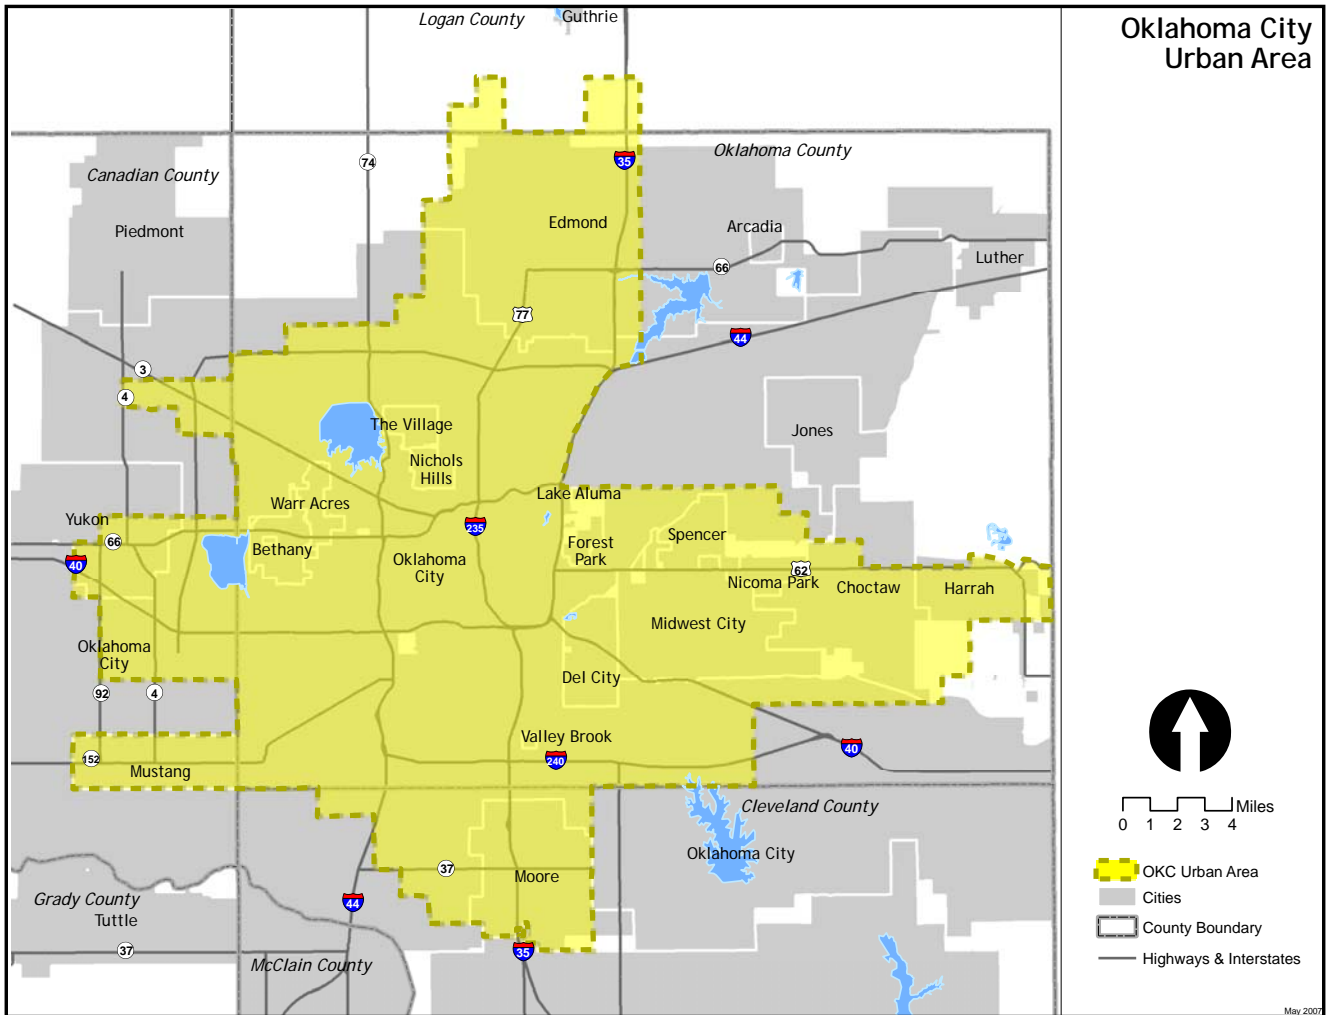 Oklahoma City
Urban Area
Logan County
Guthrie
74
35
Oklahoma County
Canadian County
Piedmont
Edmond
Arcadia
Luther
66
77
44
3
4
The Village
Nichols
Hills
Jones
Warr Acres
Lake Aluma
Yukon
66
235
Spencer
Forest
Park
40
Bethany
Oklahoma
City
62
Nicoma Park
Choctaw
Harrah
Midwest City
Oklahoma
City
Del City
92
4
Valley Brook
40
152
240
Mustang
Cleveland County
Oklahoma City
37
Moore
Grady County
44
Tuttle
37
35
McClain County
Miles
0 1 2 3 4
OKC Urban Area
Cities
County Boundary
Highways & Interstates
May 2007